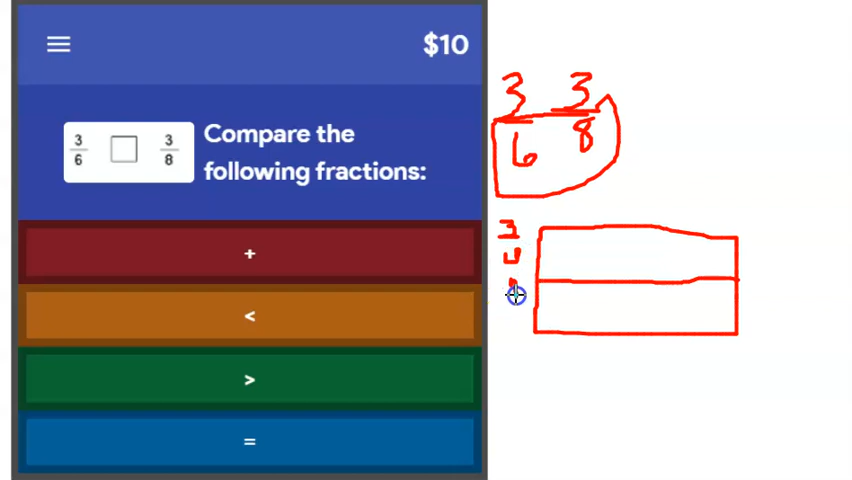 $10
3/6 □ 3/8
Compare the
following fractions:
+
<
>
=
3/6 3/8
3